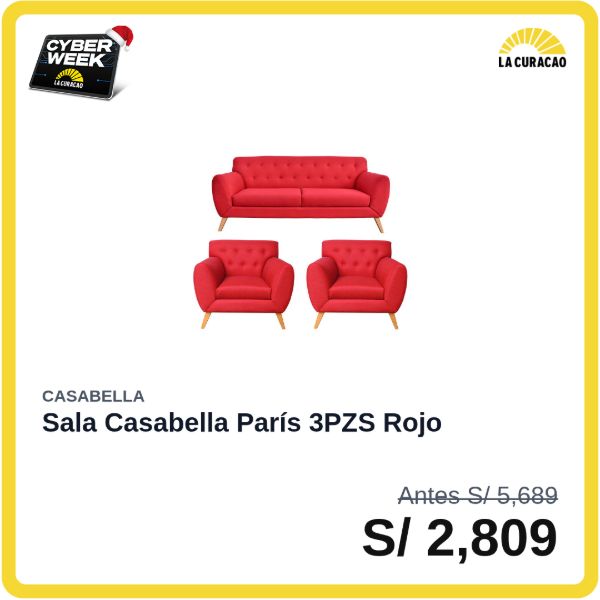 CYBER
WEEK
LA CURACAO
LA CURACAO
CASABELLA
Sala Casabella París 3PZS Rojo
Antes S/ 5,689
S/ 2,809